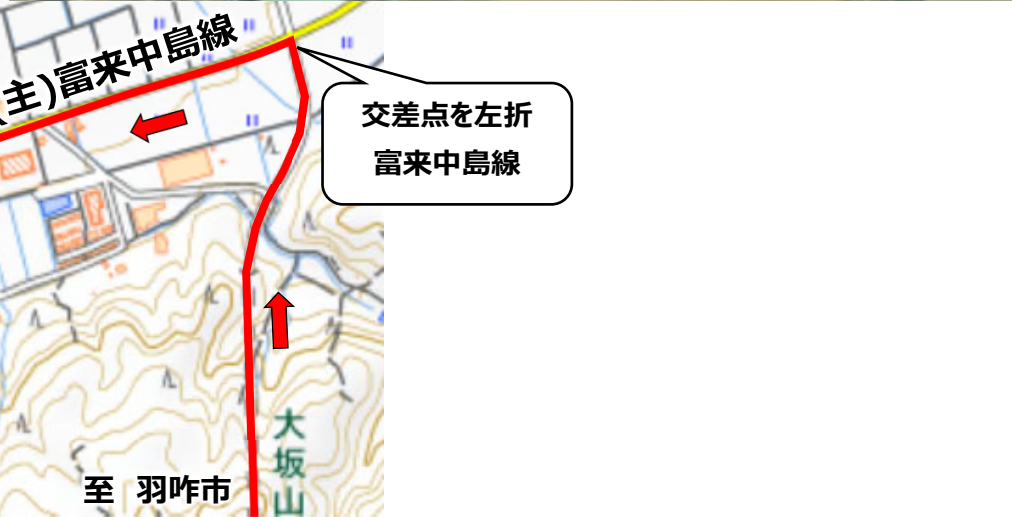 (主)富来中島線
交差点を左折
富来中島線
大坂山
至 羽咋市